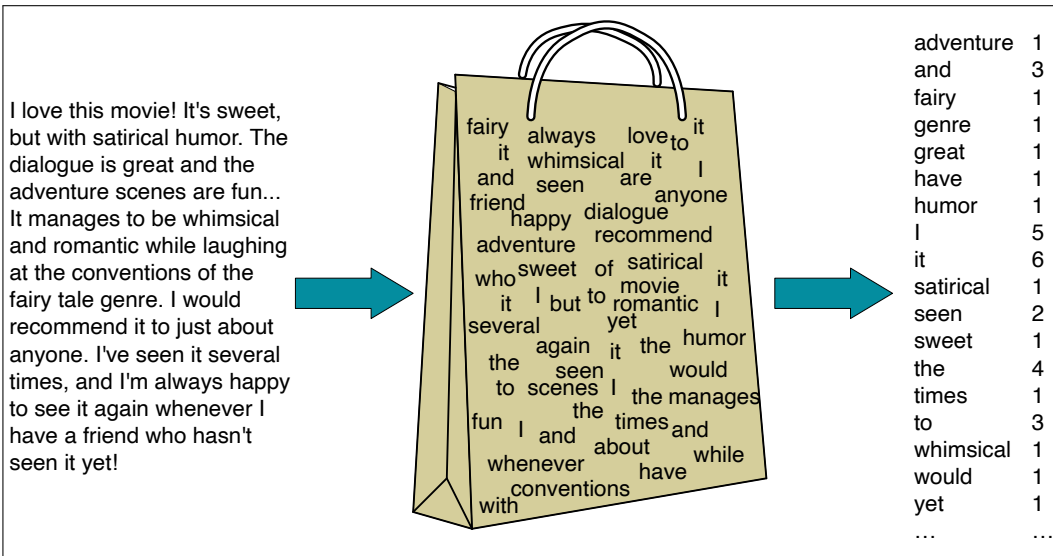 I love this movie! It's sweet,
but with satirical humor. The
dialogue is great and the
adventure scenes are fun...
It manages to be whimsical
and romantic while laughing
at the conventions of the
fairy tale genre. I would
recommend it to just about
anyone. I've seen it several
times, and I'm always happy
to see it again whenever I
have a friend who hasn't
seen it yet!
fairy always love to it
it whimsical it I
and seen are anyone
friend happy dialogue
adventure recommend
who sweet of satirical it
it I but to movie romantic I
several yet
again it the humor
the seen would
to scenes I the manages
fun I and the times and
whenever about have while
conventions
with
adventure 1
and 3
fairy 1
genre 1
great 1
have 1
humor 1
I 5
it 6
satirical 1
seen 2
sweet 1
the 4
times 1
to 3
whimsical 1
would 1
yet 1
… …